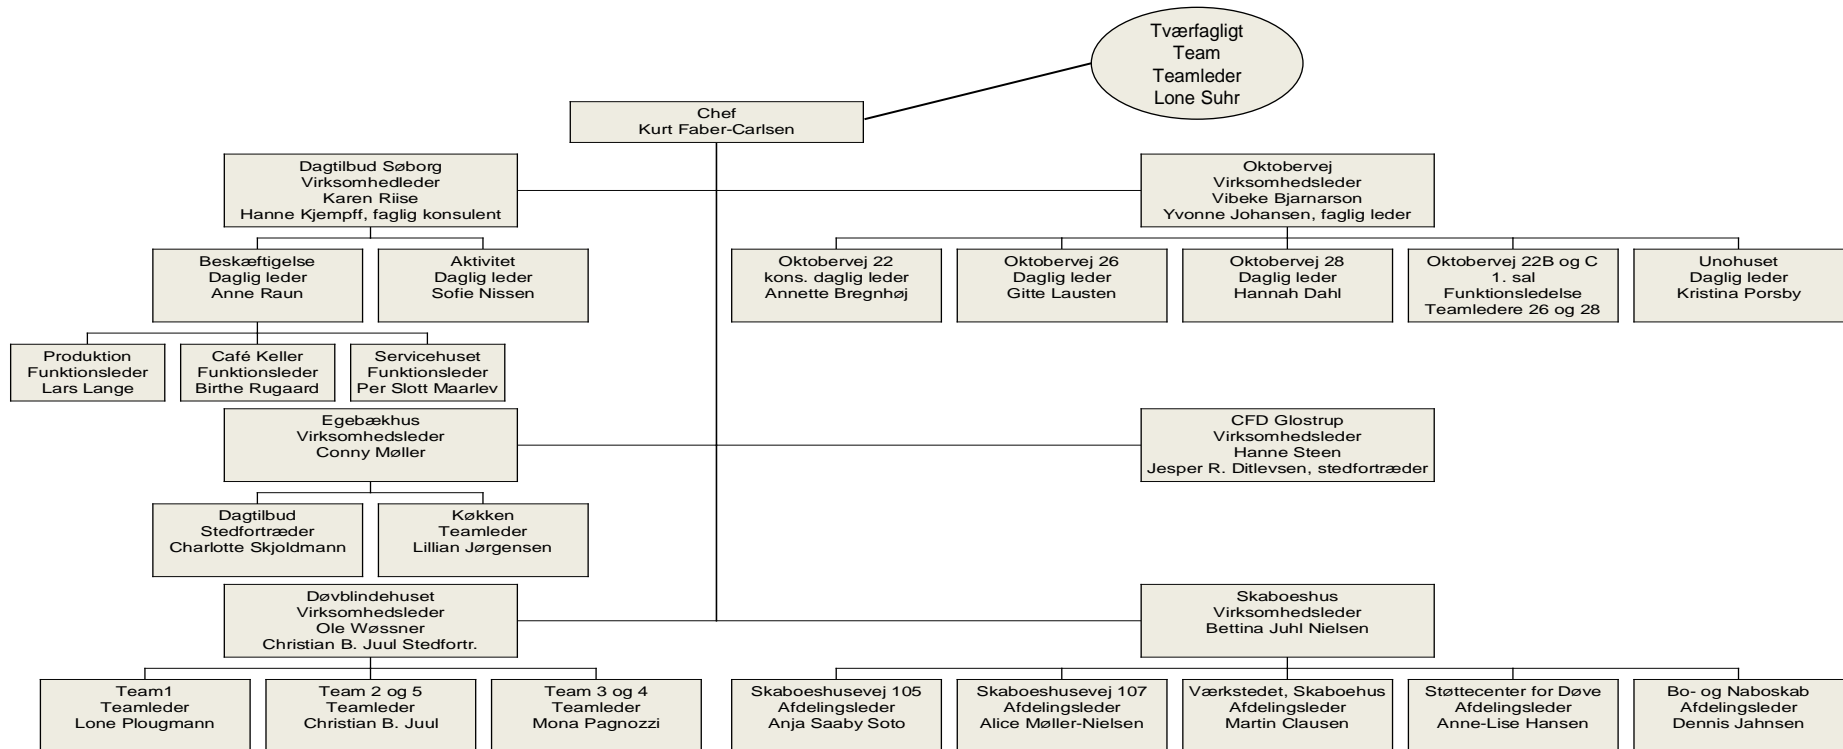 Tværfagligt
Team
Teamleder
Lone Suhr
Chef
Kurt Faber-Carlsen
Dagtilbud Søborg
Virksomhedleder
Karen Riise
Hanne Kjempff, faglig konsulent
Oktobervej
Virksomhedsleder
Vibeke Bjarnarson
Yvonne Johansen, faglig leder
Beskæftigelse
Daglig leder
Anne Raun
Aktivitet
Daglig leder
Sofie Nissen
Oktobervej 22
kons. daglig leder
Annette Bregnhøj
Oktobervej 26
Daglig leder
Gitte Lausten
Oktobervej 28
Daglig leder
Hannah Dahl
Oktobervej 22B og C
1. sal
Funktionsledelse
Teamledere 26 og 28
Unohuset
Daglig leder
Kristina Porsby
Produktion
Funktionsleder
Lars Lange
Café Keller
Funktionsleder
Birthe Rugaard
Servicehuset
Funktionsleder
Per Slott Maarlev
Egebækhus
Virksomhedsleder
Conny Møller
CFD Glostrup
Virksomhedsleder
Hanne Steen
Jesper R. Ditlevsen, stedfortræder
Dagtilbud
Stedfortræder
Charlotte Skjoldmann
Køkken
Teamleder
Lillian Jørgensen
Døvblindehuset
Virksomhedsleder
Ole Wøssner
Christian B. Juul Stedfortr.
Skaboeshus
Virksomhedsleder
Bettina Juhl Nielsen
Team1
Teamleder
Lone Plougmann
Team 2 og 5
Teamleder
Christian B. Juul
Team 3 og 4
Teamleder
Mona Pagnozzi
Skaboeshusevej 105
Afdelingsleder
Anja Saaby Soto
Skaboeshusevej 107
Afdelingsleder
Alice Møller-Nielsen
Værkstedet, Skaboehus
Afdelingsleder
Martin Clausen
Støttecenter for Døve
Afdelingsleder
Anne-Lise Hansen
Bo- og Naboskab
Afdelingsleder
Dennis Jahnsen